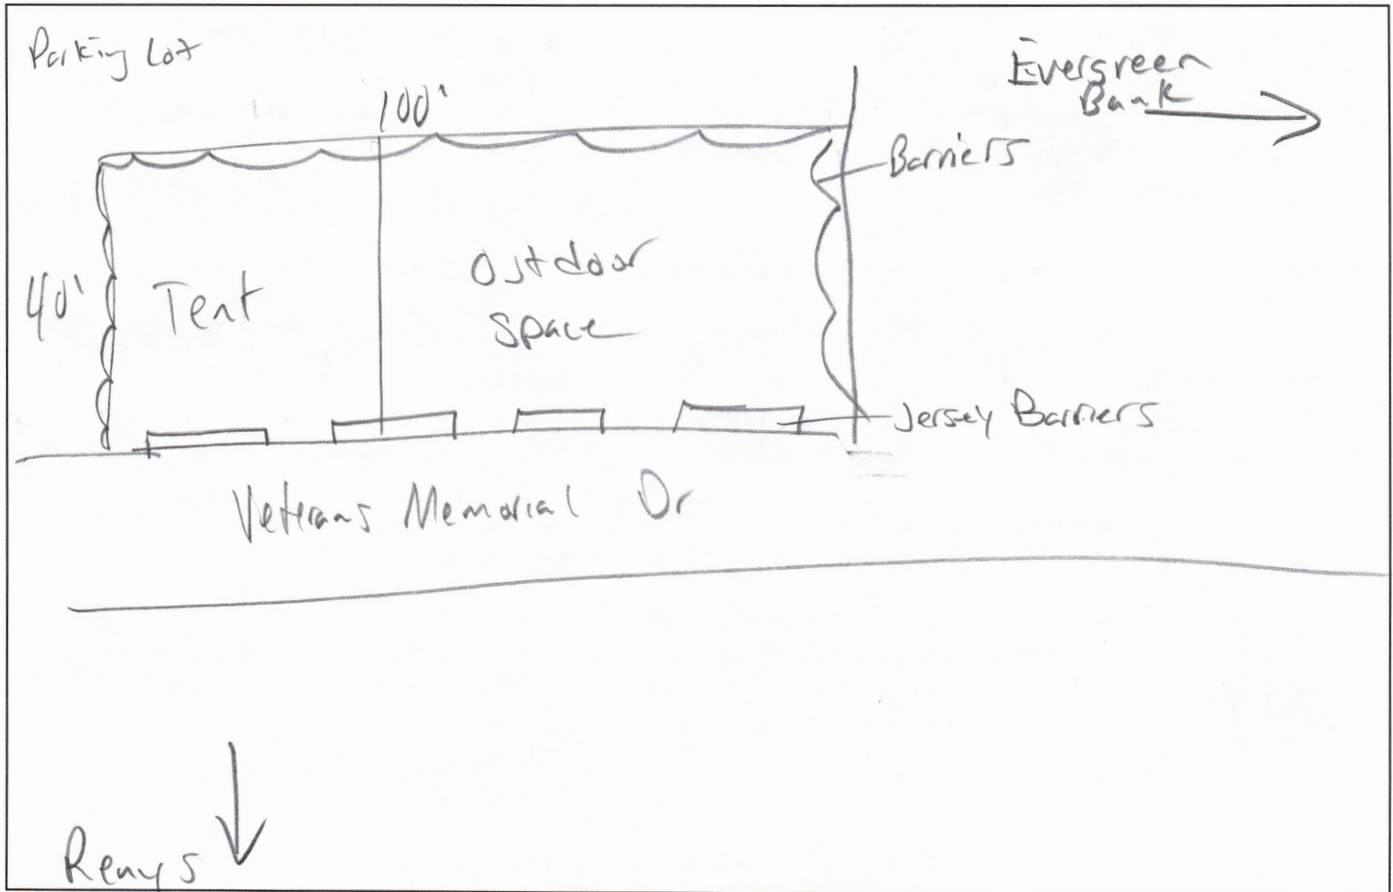 Parking Lot
100'
Evergreen
Bank
Barriers
40'
Tent
Outdoor
Space
Jersey Barriers
Veterans Memorial Dr
Renys